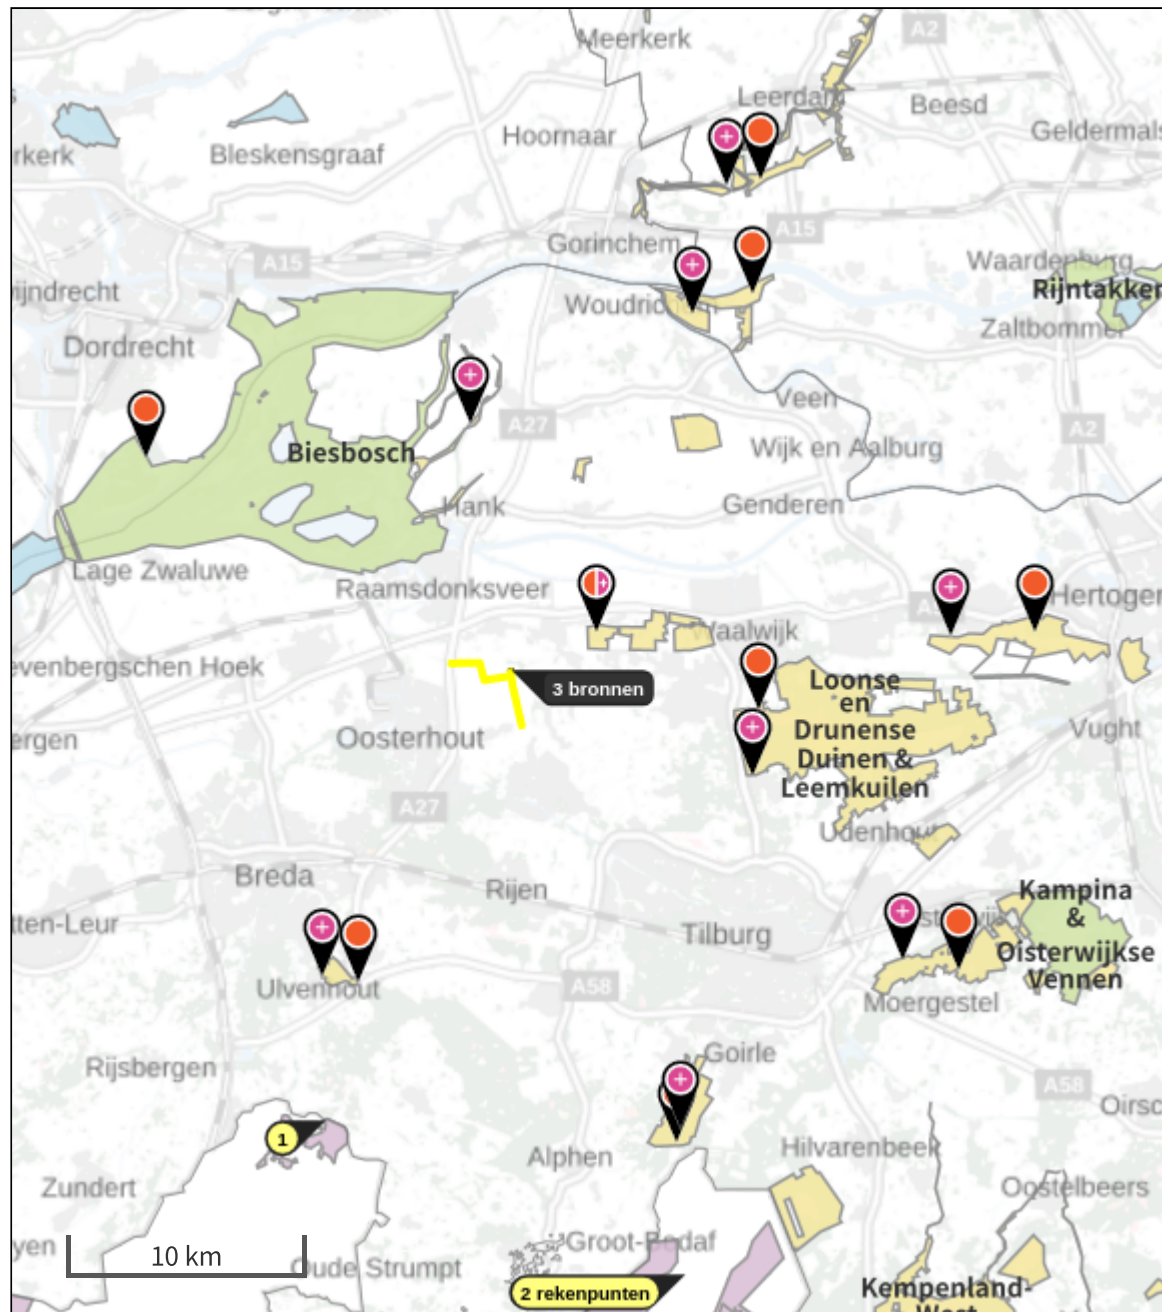 Meerkerk
A2
Leerdam
Beesd
Hoornaar
Geldermals
rkerk
Bleskensgraaf
A15
Gorinchem
A15
Waardenburg
Rijntakken
ijndrecht
Woudric
Zaltbommel
Dordrecht
Veen
A27
A2
Biesbosch
Wijk en Aalburg
Hank
Genderen
Lage Zwaluwe
Raamsdonksveer
Hertoger
Waalwijk
evenbergschen Hoek
3 bronnen
Loonse
en
Drunense
Duinen &
Leemkuilen
ergen
Oosterhout
Vught
A27
Udenhout
Breda
Rijen
Kampina
&
Oisterwijkse
Vennen
tten-Leur
Tilburg
Ulvenhout
A58
Moergestel
Goirle
Rijsbergen
A58
Oirsc
1
Alphen
Hilvarenbeek
Zundert
Oostelbeers
yen
10 km
Groot-Bedaf
Oude Strumpt
2 rekenpunten
Kempenland-
West